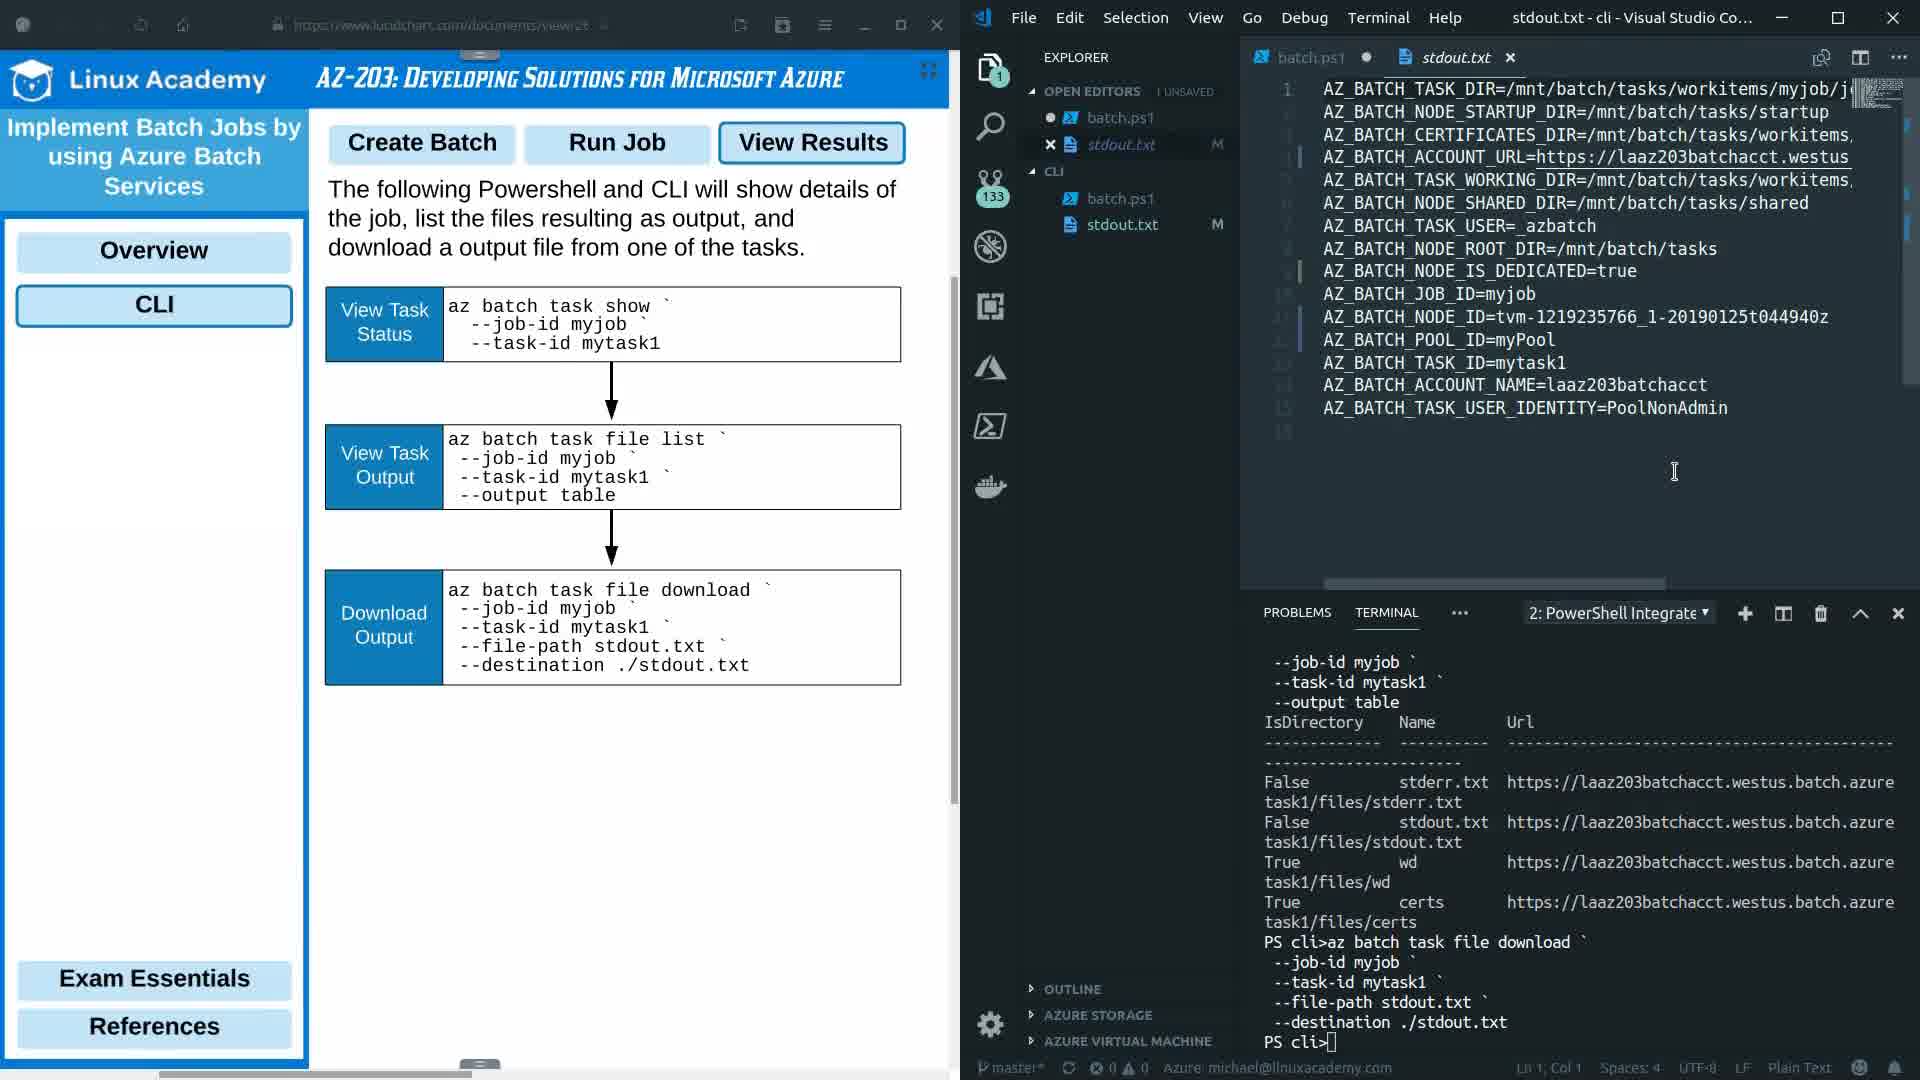 https://www.lucidchart.com/documents/view/c26
Linux Academy
AZ-203: Developing Solutions for Microsoft Azure
Implement Batch Jobs by
using Azure Batch
Services
Overview
CLI
Exam Essentials
References
Create Batch
Run Job
View Results
The following Powershell and CLI will show details of
the job, list the files resulting as output, and
download a output file from one of the tasks.
View Task
Status
az batch task show `
--job-id myjob `
--task-id mytask1
View Task
Output
az batch task file list `
--job-id myjob `
--task-id mytask1 `
--output table
Download
Output
az batch task file download `
--job-id myjob `
--task-id mytask1 `
--file-path stdout.txt `
--destination ./stdout.txt
File Edit Selection View Go Debug Terminal Help
stdout.txt - cli - Visual Studio Co...
1
133
EXPLORER
OPEN EDITORS 1 UNSAVED
batch.ps1
stdout.txt M
CLI
batch.ps1
stdout.txt M
OUTLINE
AZURE STORAGE
AZURE VIRTUAL MACHINE
batch.ps1
stdout.txt
1 AZ_BATCH_TASK_DIR=/mnt/batch/tasks/workitems/myjob/j
AZ_BATCH_NODE_STARTUP_DIR=/mnt/batch/tasks/startup
AZ_BATCH_CERTIFICATES_DIR=/mnt/batch/tasks/workitems
AZ_BATCH_ACCOUNT_URL=https://laaz203batchacct.westus
AZ_BATCH_TASK_WORKING_DIR=/mnt/batch/tasks/workitems
AZ_BATCH_NODE_SHARED_DIR=/mnt/batch/tasks/shared
AZ_BATCH_TASK_USER=_azbatch
AZ_BATCH_NODE_ROOT_DIR=/mnt/batch/tasks
AZ_BATCH_NODE_IS_DEDICATED=true
AZ_BATCH_JOB_ID=myjob
AZ_BATCH_NODE_ID=tvm-1219235766_1-20190125t044940z
AZ_BATCH_POOL_ID=myPool
AZ_BATCH_TASK_ID=mytask1
AZ_BATCH_ACCOUNT_NAME=laaz203batchacct
AZ_BATCH_TASK_USER_IDENTITY=PoolNonAdmin
PROBLEMS TERMINAL ... 2: PowerShell Integrate
--job-id myjob `
--task-id mytask1 `
--output table
IsDirectory Name Url
------------- ---------- -------------------------------------------
----------------------
False stderr.txt https://laaz203batchacct.westus.batch.azure
task1/files/stderr.txt
False stdout.txt https://laaz203batchacct.westus.batch.azure
task1/files/stdout.txt
True wd https://laaz203batchacct.westus.batch.azure
task1/files/wd
True certs https://laaz203batchacct.westus.batch.azure
task1/files/certs
PS cli>az batch task file download `
--job-id myjob `
--task-id mytask1 `
--file-path stdout.txt `
--destination ./stdout.txt
PS cli>
master* 0 0 Azure: michael@linuxacademy.com Ln 1, Col 1 Spaces: 4 UTF-8 LF Plain Text